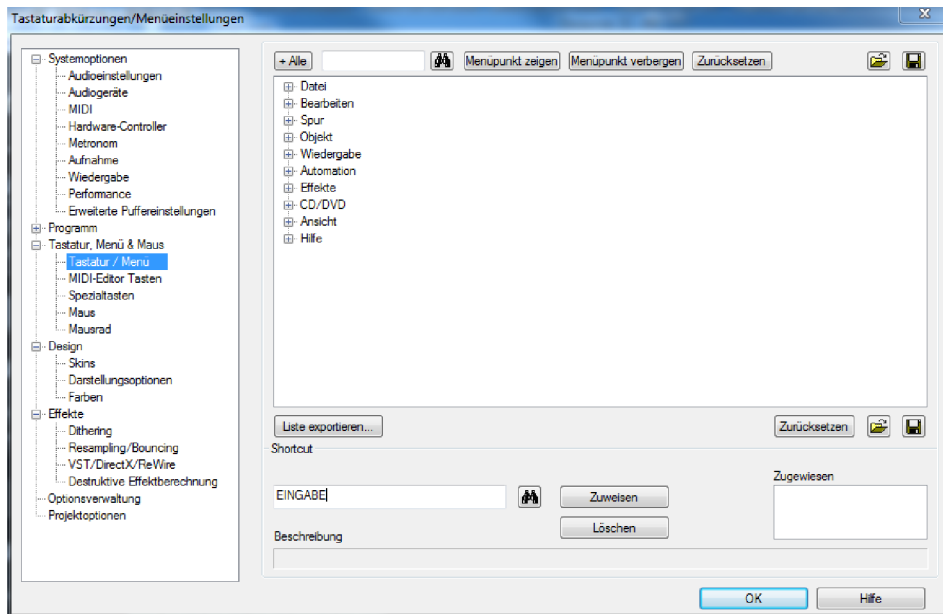 Tastaturabkürzungen/Menüeinstellungen
Systemoptionen
Audioeinstellungen
Audiogeräte
MIDI
Hardware-Controller
Metronom
Aufnahme
Wiedergabe
Performance
Erweiterte Puffereinstellungen
Programm
Tastatur, Menü & Maus
Tastatur / Menü
MIDI-Editor Tasten
Spezialtasten
Maus
Mausrad
Design
Skins
Darstellungsoptionen
Farben
Effekte
Dithering
Resampling/Bouncing
VST/DirectX/ReWire
Destruktive Effektberechnung
Optionsverwaltung
Projektoptionen
+ Alle Menüpunkt zeigen Menüpunkt verbergen Zurücksetzen
Datei
Bearbeiten
Spur
Objekt
Wiedergabe
Automation
Effekte
CD/DVD
Ansicht
Hilfe
Liste exportieren... Zurücksetzen
Shortcut
Zugewiesen
EINGABE Zuweisen
Löschen
Beschreibung
OK Hilfe